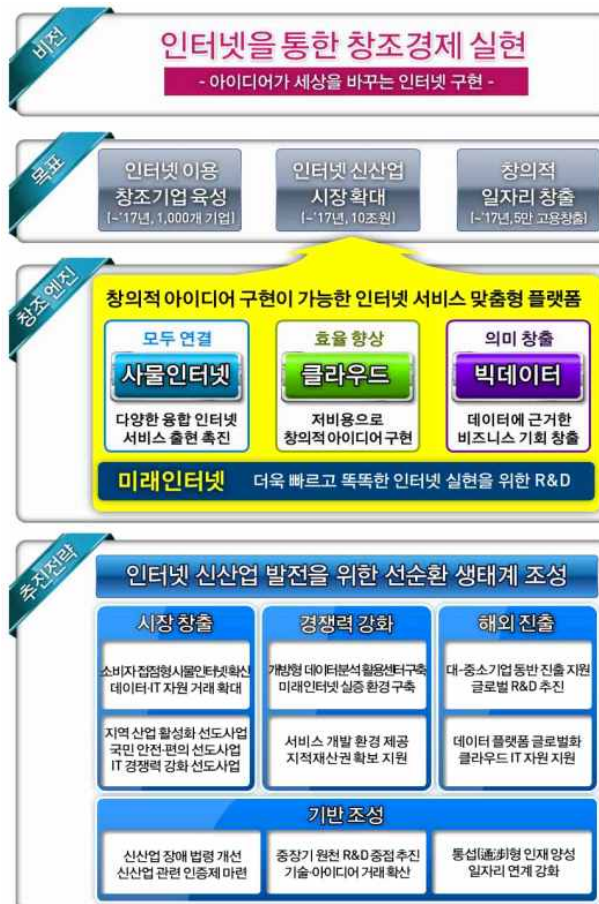 비전
인터넷을 통한 창조경제 실현
- 아이디어가 세상을 바꾸는 인터넷 구현 -
목표
인터넷 이용
창조기업 육성
(~'17년, 1,000개 기업)
인터넷 신산업
시장 확대
(~'17년, 10조원)
창의적
일자리 창출
(~'17년, 5만 고용창출)
창조엔진
창의적 아이디어 구현이 가능한 인터넷 서비스 맞춤형 플랫폼
모두 연결
사물인터넷
다양한 융합 인터넷
서비스 출현 촉진
효율 향상
클라우드
저비용으로
창의적 아이디어 구현
의미 창출
빅데이터
데이터에 근거한
비즈니스 기회 창출
미래인터넷 더욱 빠르고 똑똑한 인터넷 실현을 위한 R&D
추진전략
인터넷 신산업 발전을 위한 선순환 생태계 조성
시장 창출
소비자 접점형 사물인터넷 확산
데이터·IT 자원 거래 확대
지역 산업 활성화 선도사업
국민 안전·편의 선도사업
IT 경쟁력 강화 선도사업
경쟁력 강화
개방형 데이터분석 활용센터 구축
미래인터넷 실증 환경 구축
서비스 개발 환경 제공
지적재산권 확보 지원
해외 진출
대-중소기업 동반 진출 지원
글로벌 R&D 추진
데이터 플랫폼 글로벌화
클라우드 IT 자원 지원
기반 조성
신산업 장애 법령 개선
신산업 관련 인증제 마련
중장기 원천 R&D 중점 추진
기술·아이디어 거래 확산
통섭(通涉)형 인재 양성
일자리 연계 강화